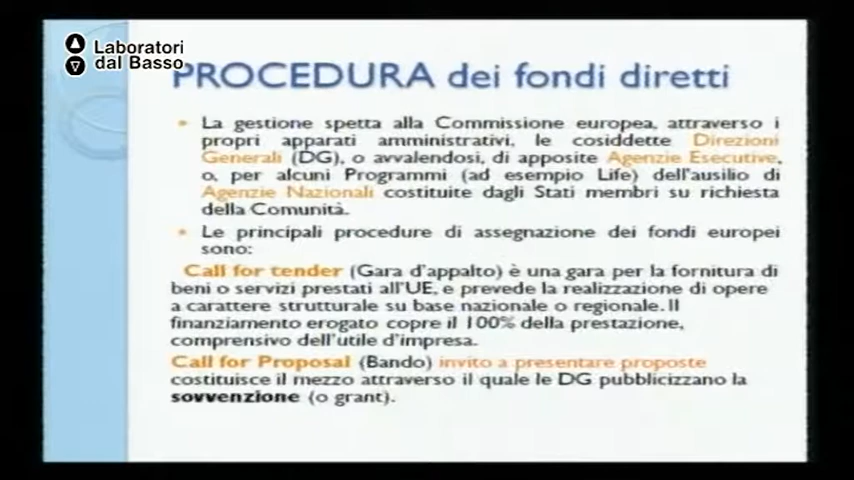 Laboratori
dal Basso
PROCEDURA dei fondi diretti
La gestione spetta alla Commissione europea, attraverso i
propri apparati amministrativi, le cosiddette Direzioni
Generali (DG), o avvalendosi, di apposite Agenzie Esecutive,
o, per alcuni Programmi (ad esempio Life) dell'ausilio di
Agenzie Nazionali costituite dagli Stati membri su richiesta
della Comunità.
Le principali procedure di assegnazione dei fondi europei
sono:
Call for tender (Gara d'appalto) è una gara per la fornitura di
beni o servizi prestati all'UE, e prevede la realizzazione di opere
a carattere strutturale su base nazionale o regionale. Il
finanziamento erogato copre il 100% della prestazione,
comprensivo dell'utile d'impresa.
Call for Proposal (Bando) invito a presentare proposte
costituisce il mezzo attraverso il quale le DG pubblicizzano la
sovvenzione (o grant).